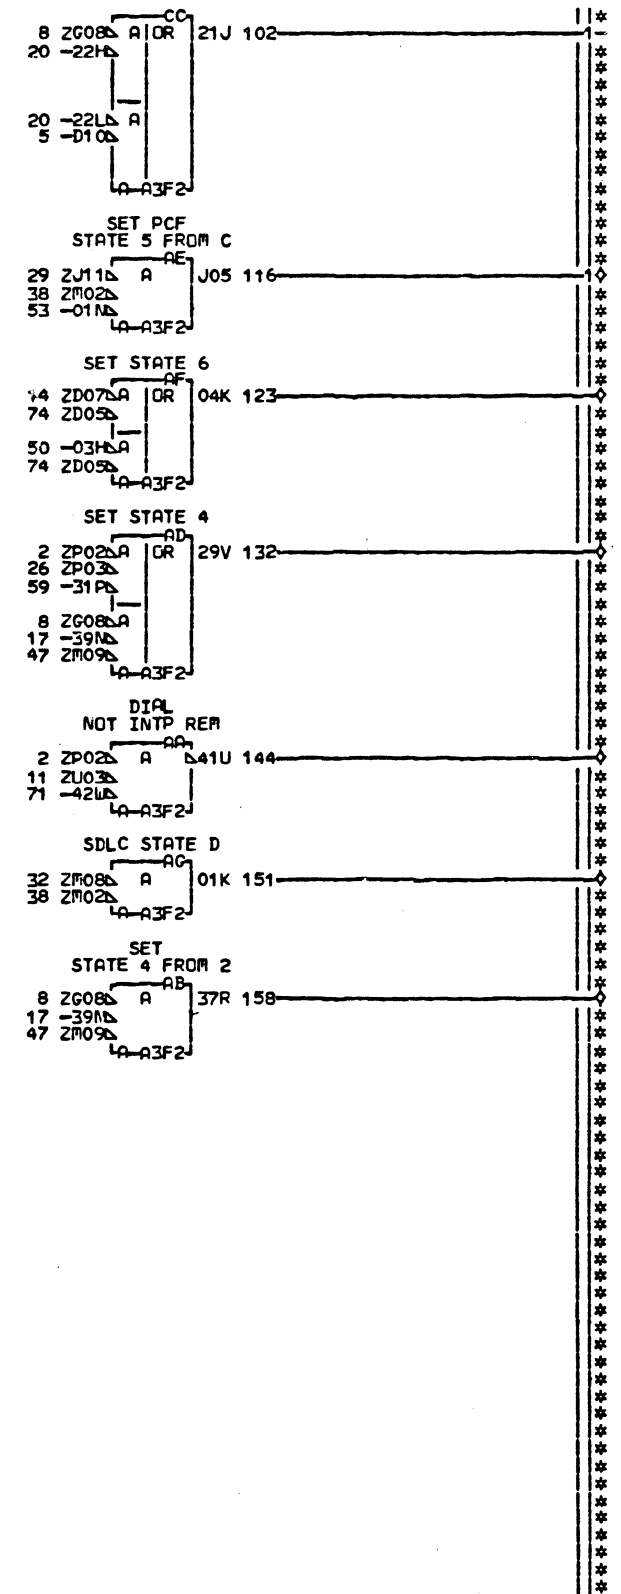 CC
8 ZG08 A OR 21J 102 1
20 -22H
20 -22L A
5 -D10
A A3F2
SET PCF
STATE 5 FROM C
AE
29 ZJ11 A J05 116 1
38 ZM02
53 -01N
A A3F2
SET STATE 6
AF
ZD07 A OR 04K 123
74 ZD05
50 -03H A
74 ZD05
A A3F2
SET STATE 4
AD
2 ZP02 A OR 29V 132
26 ZP03
59 -31P
8 ZG08 A
17 -39N
47 ZM09
A A3F2
DIAL
NOT INTP REM
AA
2 ZP02 A 41U 144
11 ZU03
71 -42W
A A3F2
SDLC STATE D
AG
32 ZM08 A 01K 151
38 ZM02
A A3F2
SET
STATE 4 FROM 2
AB
8 ZG08 A 37R 158
17 -39N
47 ZM09
A A3F2